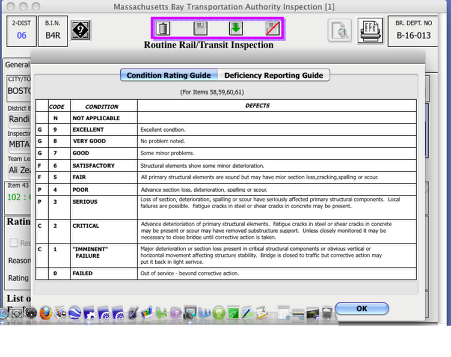 Massachusetts Bay Transportation Authority Inspection [1]
2-DIST
06
B.I.N.
B4R
BR. DEPT. NO
B-16-013
Routine Rail/Transit Inspection
General
CITY/TO
BOSTO
District B
Randi
Inspectin
MBTA
Team Le
Ali Ze
Item 43
102 : C
Ratin
Rec
Reason
Rating
List o
Condition Rating Guide
Deficiency Reporting Guide
(For Items 58,59,60,61)
CODE CONDITION DEFECTS
N NOT APPLICABLE
G 9 EXCELLENT Excellent condition.
G 8 VERY GOOD No problem noted.
G 7 GOOD Some minor problems.
F 6 SATISFACTORY Structural elements show some minor deterioration.
F 5 FAIR All primary structural elements are sound but may have minor section loss,cracking,spalling or scour.
P 4 POOR Advance section loss, deterioration, spalling or scour.
P 3 SERIOUS Loss of section, deterioration, spalling or scour have seriously affected primary structural components. Local
failures are possible. Fatigue cracks in steel or shear cracks in concrete may be present.
C 2 CRITICAL Advance deterioriation of primary structural elements. Fatigue cracks in steel or shear cracks in concrete
may be present or scour may have removed substructure support. Unless closely monitored it may be
necessary to close bridge until corrective action is taken.
C 1 "IMMINENT" FAILURE Major deterioration or section loss present in critical structural components or obvious vertical or
horizontal movement affecting structure stability. Bridge is closed to traffic but corrective action may
put it back in light service.
0 FAILED Out of service - beyond corrective action.
OK